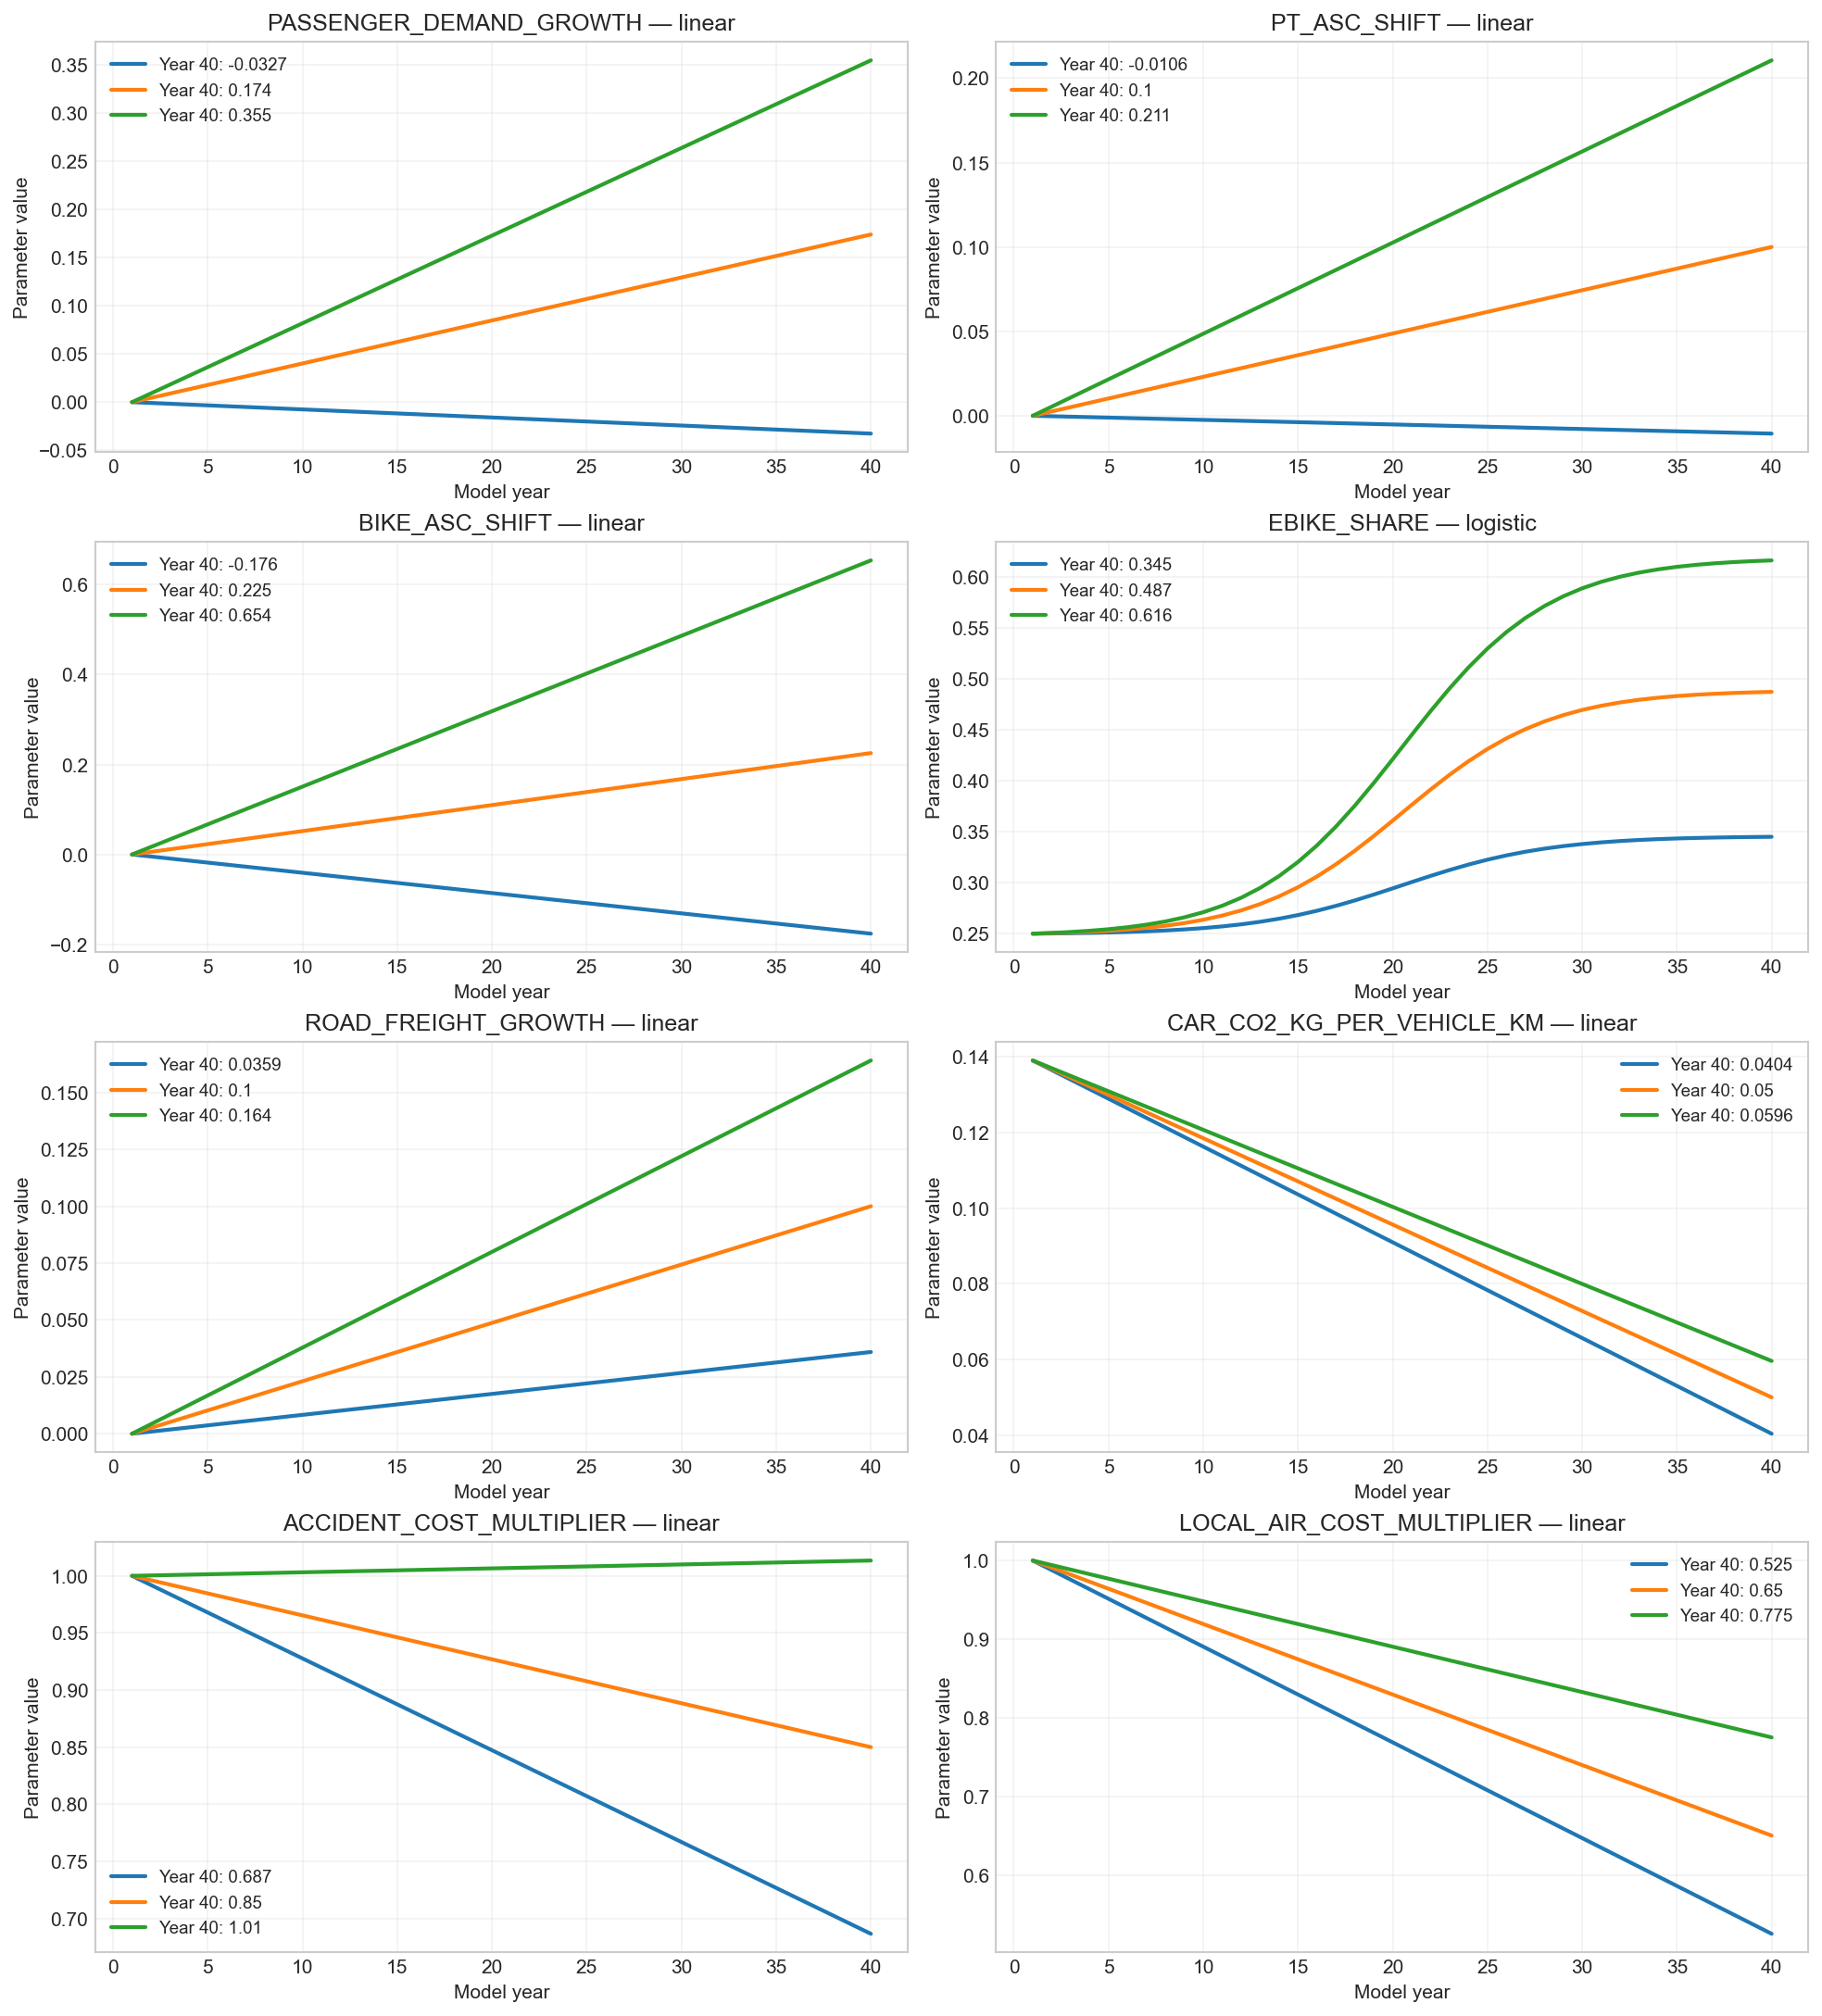 PASSENGER_DEMAND_GROWTH — linear
Year 40: -0.0327
Year 40: 0.174
Year 40: 0.355
0.35
0.30
0.25
0.20
0.15
0.10
0.05
0.00
−0.05
Parameter value
0 5 10 15 20 25 30 35 40
Model year
PT_ASC_SHIFT — linear
Year 40: -0.0106
Year 40: 0.1
Year 40: 0.211
0.20
0.15
0.10
0.05
0.00
Parameter value
0 5 10 15 20 25 30 35 40
Model year
BIKE_ASC_SHIFT — linear
Year 40: -0.176
Year 40: 0.225
Year 40: 0.654
0.6
0.4
0.2
0.0
−0.2
Parameter value
0 5 10 15 20 25 30 35 40
Model year
EBIKE_SHARE — logistic
Year 40: 0.345
Year 40: 0.487
Year 40: 0.616
0.60
0.55
0.50
0.45
0.40
0.35
0.30
0.25
Parameter value
0 5 10 15 20 25 30 35 40
Model year
ROAD_FREIGHT_GROWTH — linear
Year 40: 0.0359
Year 40: 0.1
Year 40: 0.164
0.150
0.125
0.100
0.075
0.050
0.025
0.000
Parameter value
0 5 10 15 20 25 30 35 40
Model year
CAR_CO2_KG_PER_VEHICLE_KM — linear
Year 40: 0.0404
Year 40: 0.05
Year 40: 0.0596
0.14
0.12
0.10
0.08
0.06
0.04
Parameter value
0 5 10 15 20 25 30 35 40
Model year
ACCIDENT_COST_MULTIPLIER — linear
1.00
0.95
0.90
0.85
0.80
0.75
0.70
Parameter value
Year 40: 0.687
Year 40: 0.85
Year 40: 1.01
0 5 10 15 20 25 30 35 40
Model year
LOCAL_AIR_COST_MULTIPLIER — linear
Year 40: 0.525
Year 40: 0.65
Year 40: 0.775
1.0
0.9
0.8
0.7
0.6
Parameter value
0 5 10 15 20 25 30 35 40
Model year